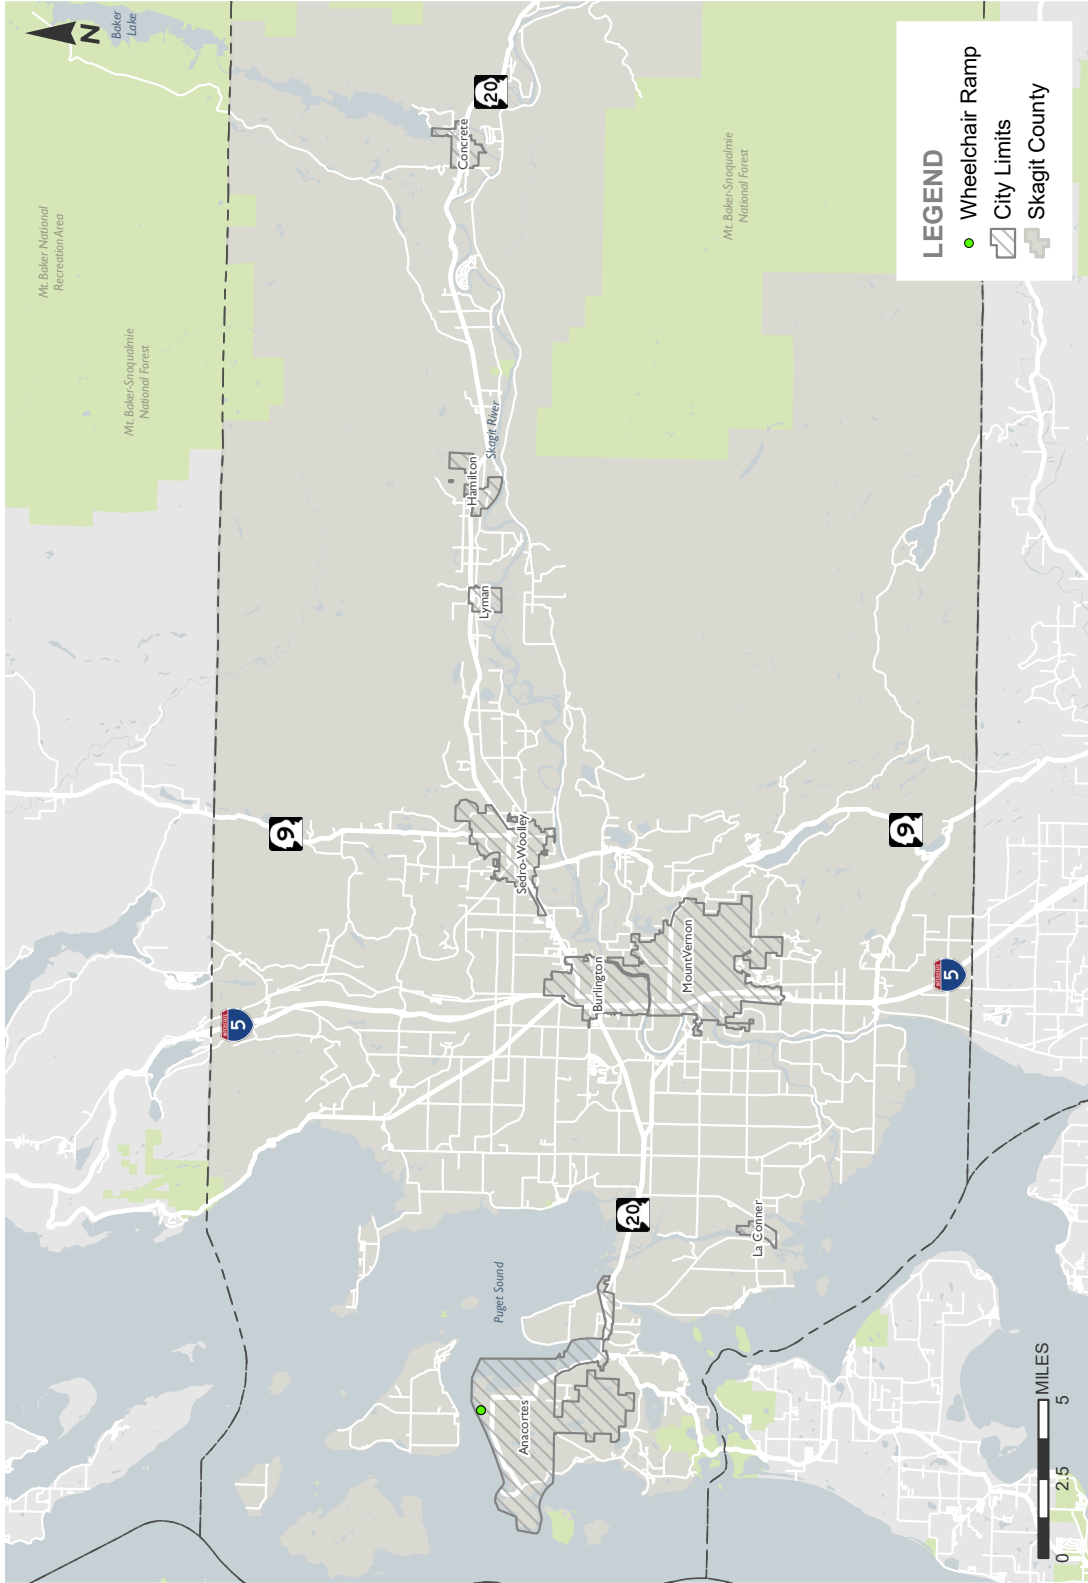 N
Baker
Lake
Mt. Baker National
Recreation Area
Mt. Baker-Snoqualmie
National Forest
Mt. Baker-Snoqualmie
National Forest
20
Concrete
Skagit River
Hamilton
Lyman
9
Sedro-Woolley
9
5
Burlington
Mount Vernon
5
20
La Conner
Puget Sound
Anacortes
LEGEND
Wheelchair Ramp
City Limits
Skagit County
0 2.5 5
MILES